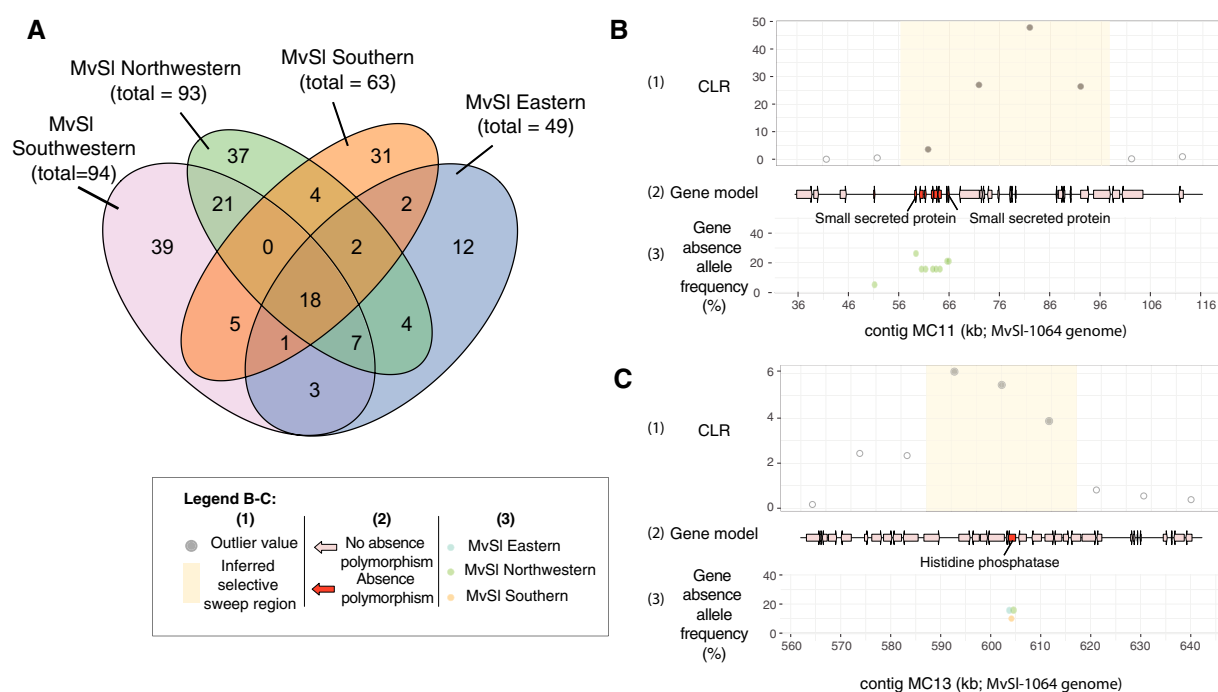 A
MvSl Southwestern
(total=94)
MvSl Northwestern
(total = 93)
MvSl Southern
(total = 63)
MvSl Eastern
(total = 49)
37
31
21
4
2
39
0
2
12
18
5
1
7
4
3
Legend B-C:
(1)
Outlier value
Inferred
selective
sweep region
(2)
No absence
polymorphism
Absence
polymorphism
(3)
MvSl Eastern
MvSl Northwestern
MvSl Southern
B
(1)
CLR
50
40
30
20
10
0
(2) Gene model
Small secreted protein
Small secreted protein
(3)
Gene
absence
allele
frequency
(%)
40
20
0
36 46 56 66 76 86 96 106 116
contig MC11 (kb; MvSl-1064 genome)
C
(1)
CLR
6
4
2
0
(2) Gene model
Histidine phosphatase
(3)
Gene
absence
allele
frequency
(%)
40
20
0
560 570 580 590 600 610 620 630 640
contig MC13 (kb; MvSl-1064 genome)